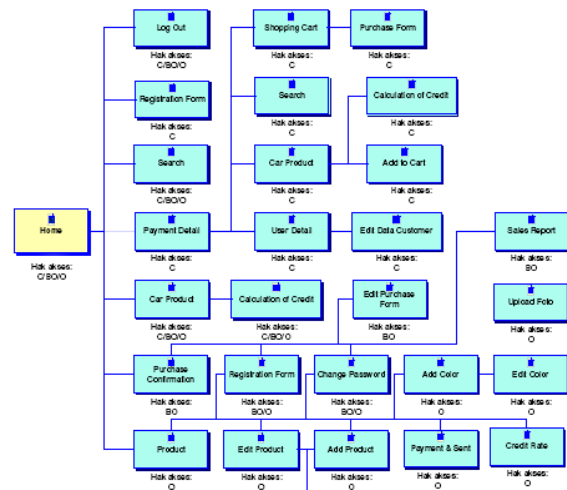 Log Out
Hak akses:
C/BO/O
Shopping Cart
Hak akses:
C
Purchase Form
Hak akses:
C
Registration Form
Hak akses:
C
Search
Hak akses:
C
Calculation of Credit
Hak akses:
C
Search
Hak akses:
C/BO/O
Car Product
Hak akses:
C
Add to Cart
Hak akses:
C
Home
Hak akses:
C/BO/O
Payment Detail
Hak akses:
C
User Detail
Hak akses:
C
Edit Data Customer
Hak akses:
C
Sales Report
Hak akses:
BO
Car Product
Hak akses:
C/BO/O
Calculation of Credit
Hak akses:
C/BO/O
Edit Purchase
Form
Hak akses:
BO
Upload Foto
Hak akses:
O
Purchase
Confirmation
Hak akses:
BO
Registration Form
Hak akses:
BO/O
Change Password
Hak akses:
BO/O
Add Color
Hak akses:
O
Edit Color
Hak akses:
O
Product
Hak akses:
O
Edit Product
Hak akses:
O
Add Product
Hak akses:
O
Payment & Sent
Hak akses:
O
Credit Rate
Hak akses:
O